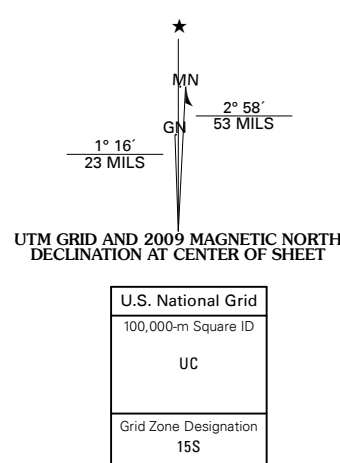 ★
MN
2° 58´
53 MILS
GN
1° 16´
23 MILS
UTM GRID AND 2009 MAGNETIC NORTH
DECLINATION AT CENTER OF SHEET
U.S. National Grid
100,000-m Square ID
UC
Grid Zone Designation
15S